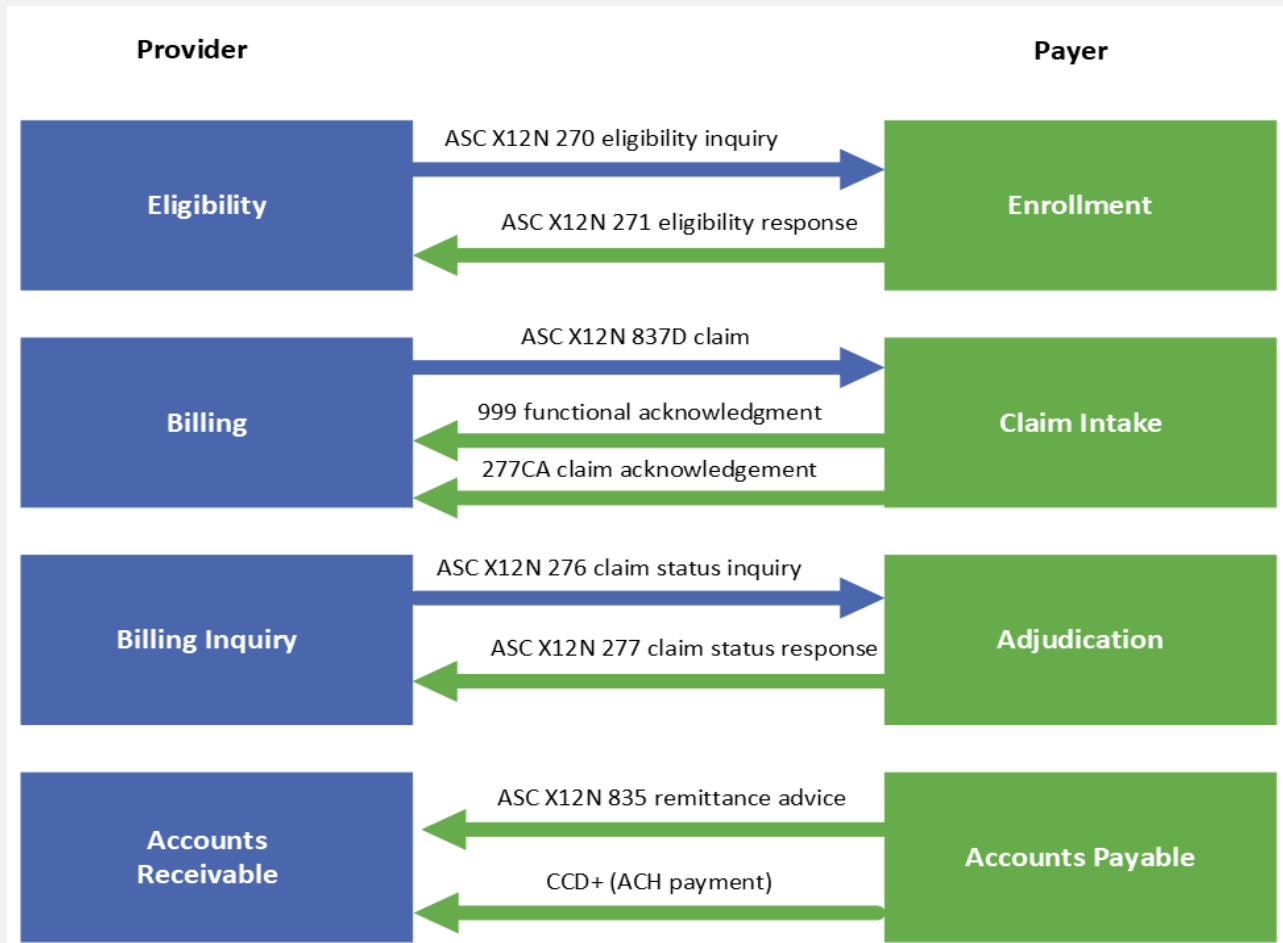 Provider
Payer
Eligibility
ASC X12N 270 eligibility inquiry
ASC X12N 271 eligibility response
Enrollment
Billing
ASC X12N 837D claim
999 functional acknowledgment
277CA claim acknowledgement
Claim Intake
Billing Inquiry
ASC X12N 276 claim status inquiry
ASC X12N 277 claim status response
Adjudication
Accounts
Receivable
ASC X12N 835 remittance advice
CCD+ (ACH payment)
Accounts Payable